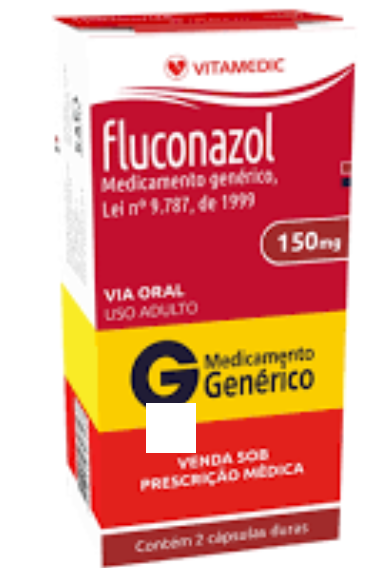 VITAMEDIC
fluconazol
Medicamento genérico,
Lei nº 9.787, de 1999
150mg
VIA ORAL
USO ADULTO
G Medicamento
Genérico
VENDA SOB
PRESCRIÇÃO MÉDICA
Contém 2 cápsulas duras